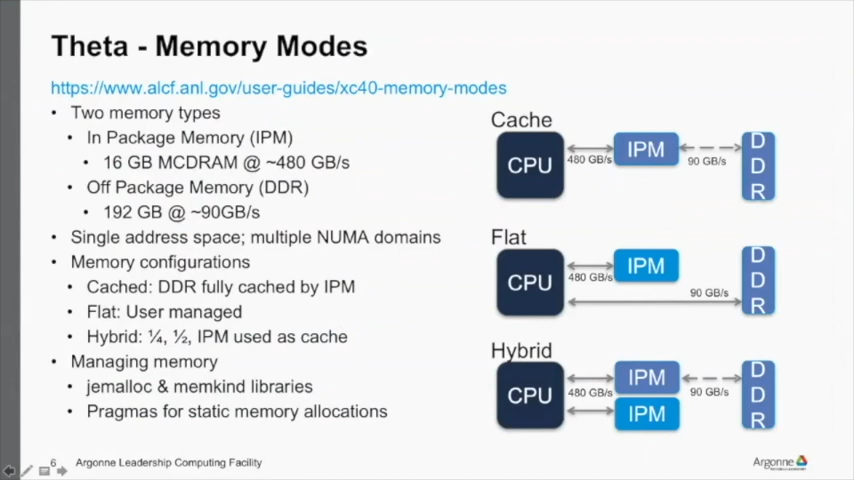 Theta - Memory Modes
https://www.alcf.anl.gov/user-guides/xc40-memory-modes
• Two memory types
• In Package Memory (IPM)
• 16 GB MCDRAM @ ~480 GB/s
• Off Package Memory (DDR)
• 192 GB @ ~90GB/s
• Single address space; multiple NUMA domains
• Memory configurations
• Cached: DDR fully cached by IPM
• Flat: User managed
• Hybrid: ¼, ½, IPM used as cache
• Managing memory
• jemalloc & memkind libraries
• Pragmas for static memory allocations
Cache
CPU
480 GB/s
IPM
90 GB/s
DDR
Flat
CPU
480 GB/s
IPM
90 GB/s
DDR
Hybrid
CPU
480 GB/s
IPM
IPM
90 GB/s
DDR
6 Argonne Leadership Computing Facility
Argonne